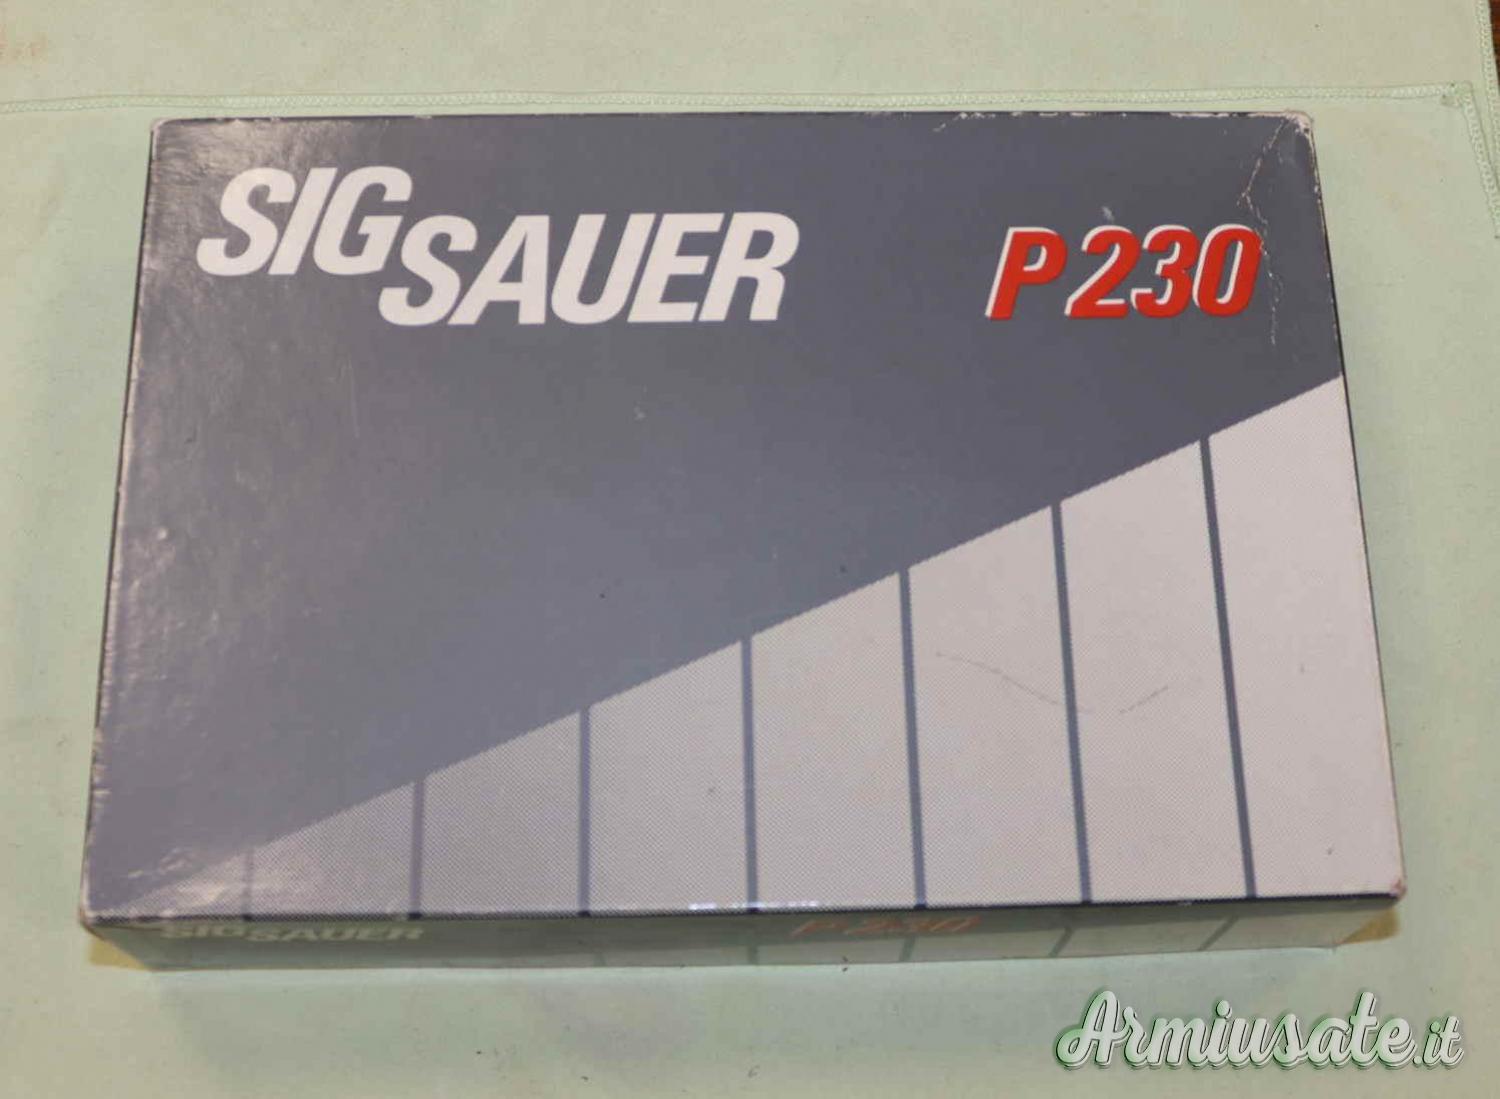 SIG
SAUER
P230
SIG SAUER
P230
Armiusate.it